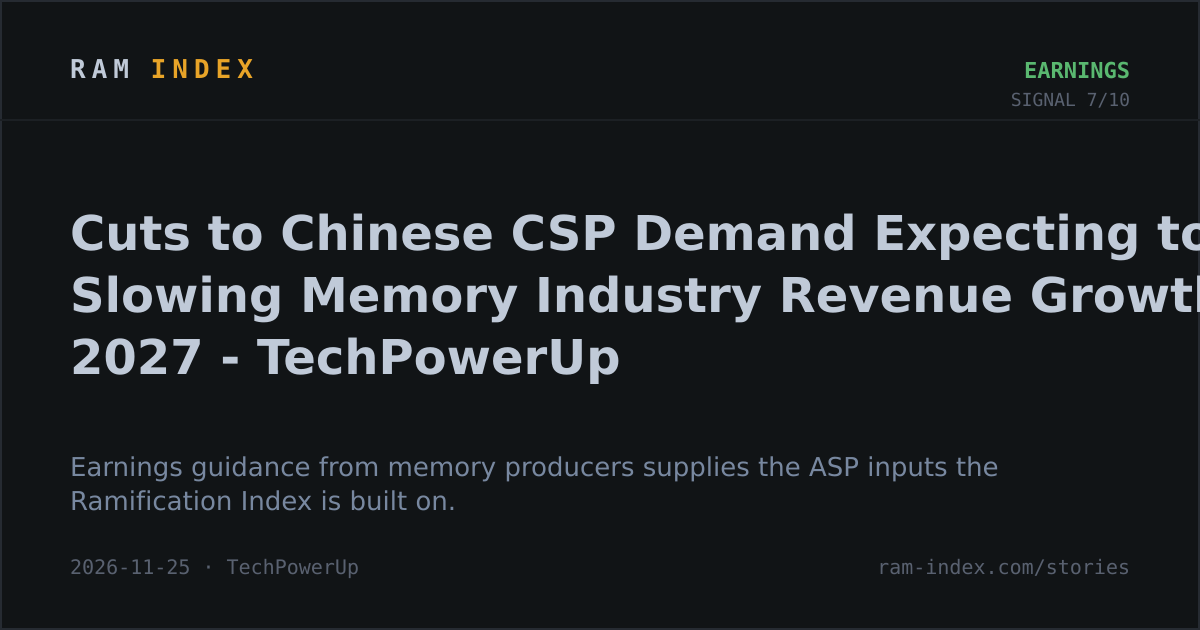 RAM INDEX
EARNINGS
SIGNAL 7/10
Cuts to Chinese CSP Demand Expecting
Slowing Memory Industry Revenue
2027 - TechPowerUp
Earnings guidance from memory producers supplies the ASP inputs the
Ramification Index is built on.
2026-11-25 · TechPowerUp
ram-index.com/stories